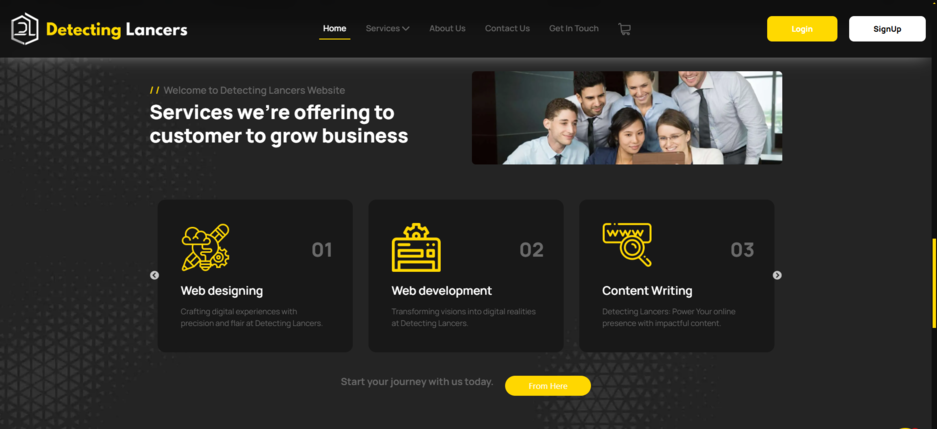 Detecting Lancers
Home
Services
About Us
Contact Us
Get In Touch
Login
SignUp
// Welcome to Detecting Lancers Website
Services we're offering to
customer to grow business
01
Web designing
Crafting digital experiences with
precision and flair at Detecting Lancers.
02
Web development
Transforming visions into digital realities
at Detecting Lancers.
WWW
03
Content Writing
Detecting Lancers: Power Your online
presence with impactful content.
Start your journey with us today.
From Here